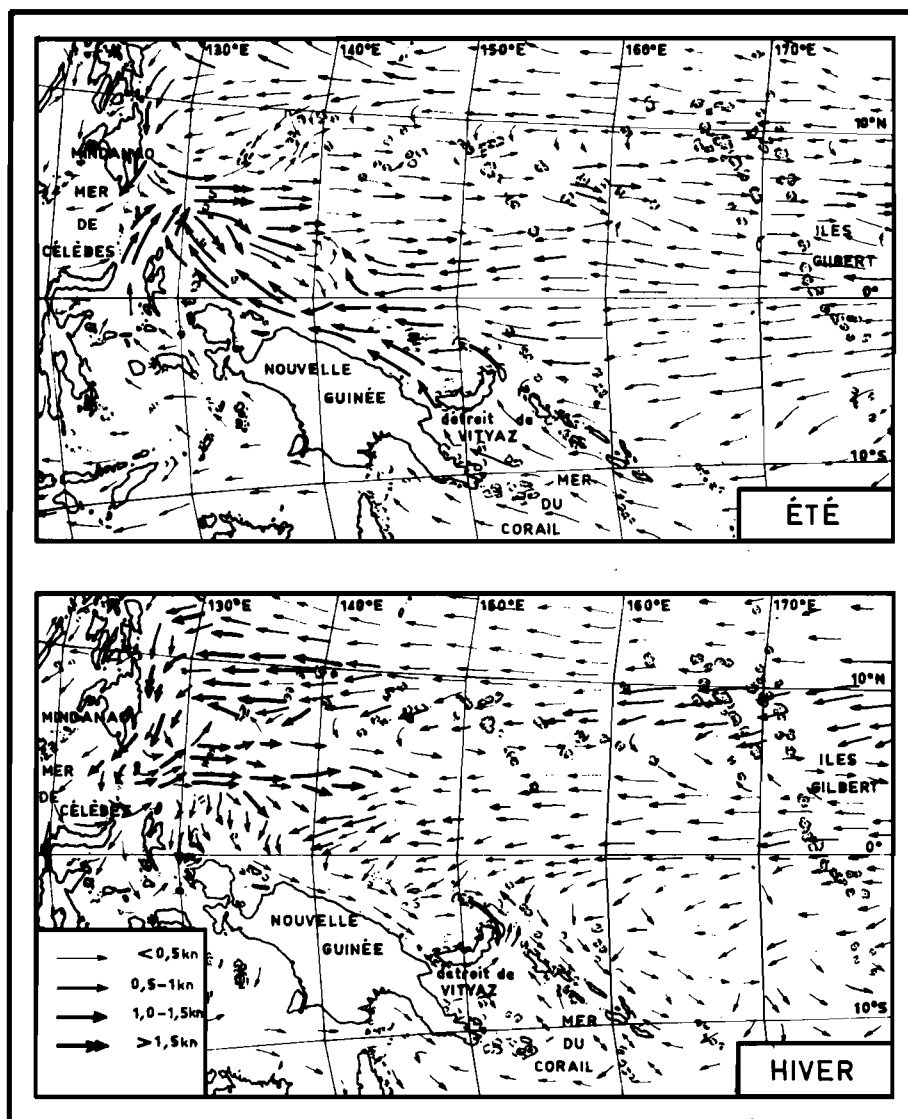 130°E 140°E 150°E 160°E 170°E
10°N
MINDANAO
MER
DE
CÉLÈBES
ILES
GILBERT
0°
NOUVELLE
GUINÉE
détroit de
VITYAZ
10°S
MER
DU
CORAIL
ÉTÉ
130°E 140°E 150°E 160°E 170°E
10°N
MINDANAO
MER
DE
CÉLÈBES
ILES
GILBERT
0°
NOUVELLE
GUINÉE
détroit de
VITYAZ
<0,5kn
0,5-1kn
1,0-1,5kn
>1,5kn
10°S
MER
DU
CORAIL
HIVER